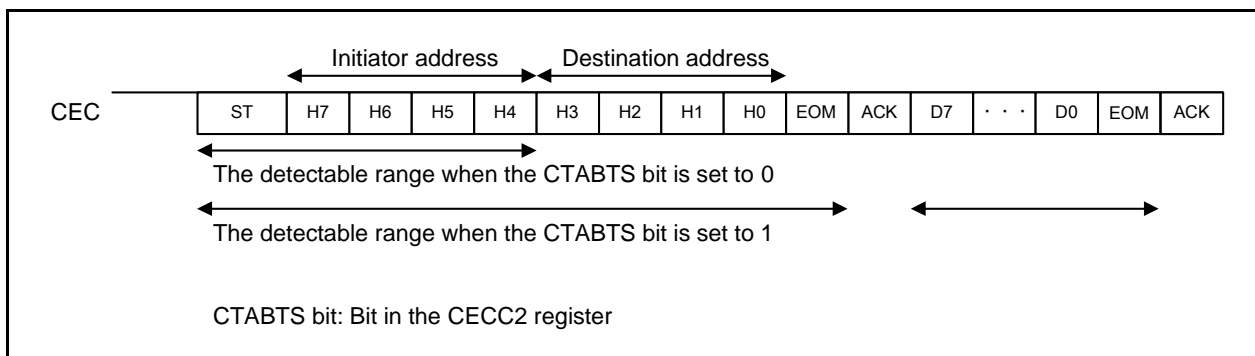 Initiator address Destination address
CEC ST H7 H6 H5 H4 H3 H2 H1 H0 EOM ACK D7 · · · D0 EOM ACK
The detectable range when the CTABTS bit is set to 0
The detectable range when the CTABTS bit is set to 1
CTABTS bit: Bit in the CECC2 register